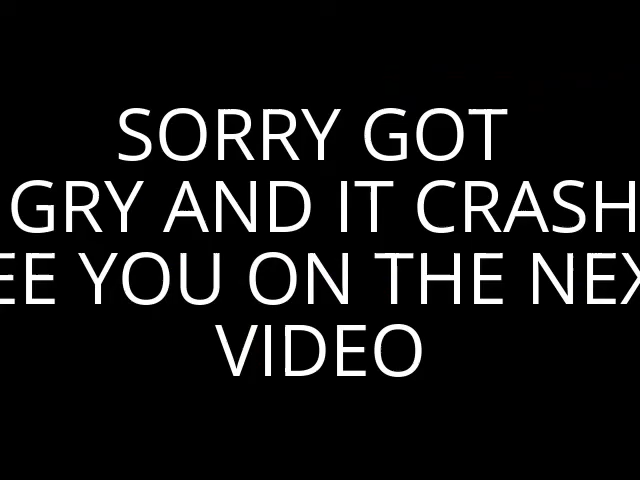 SORRY GOT
GRY AND IT CRASH
EE YOU ON THE NEX
VIDEO